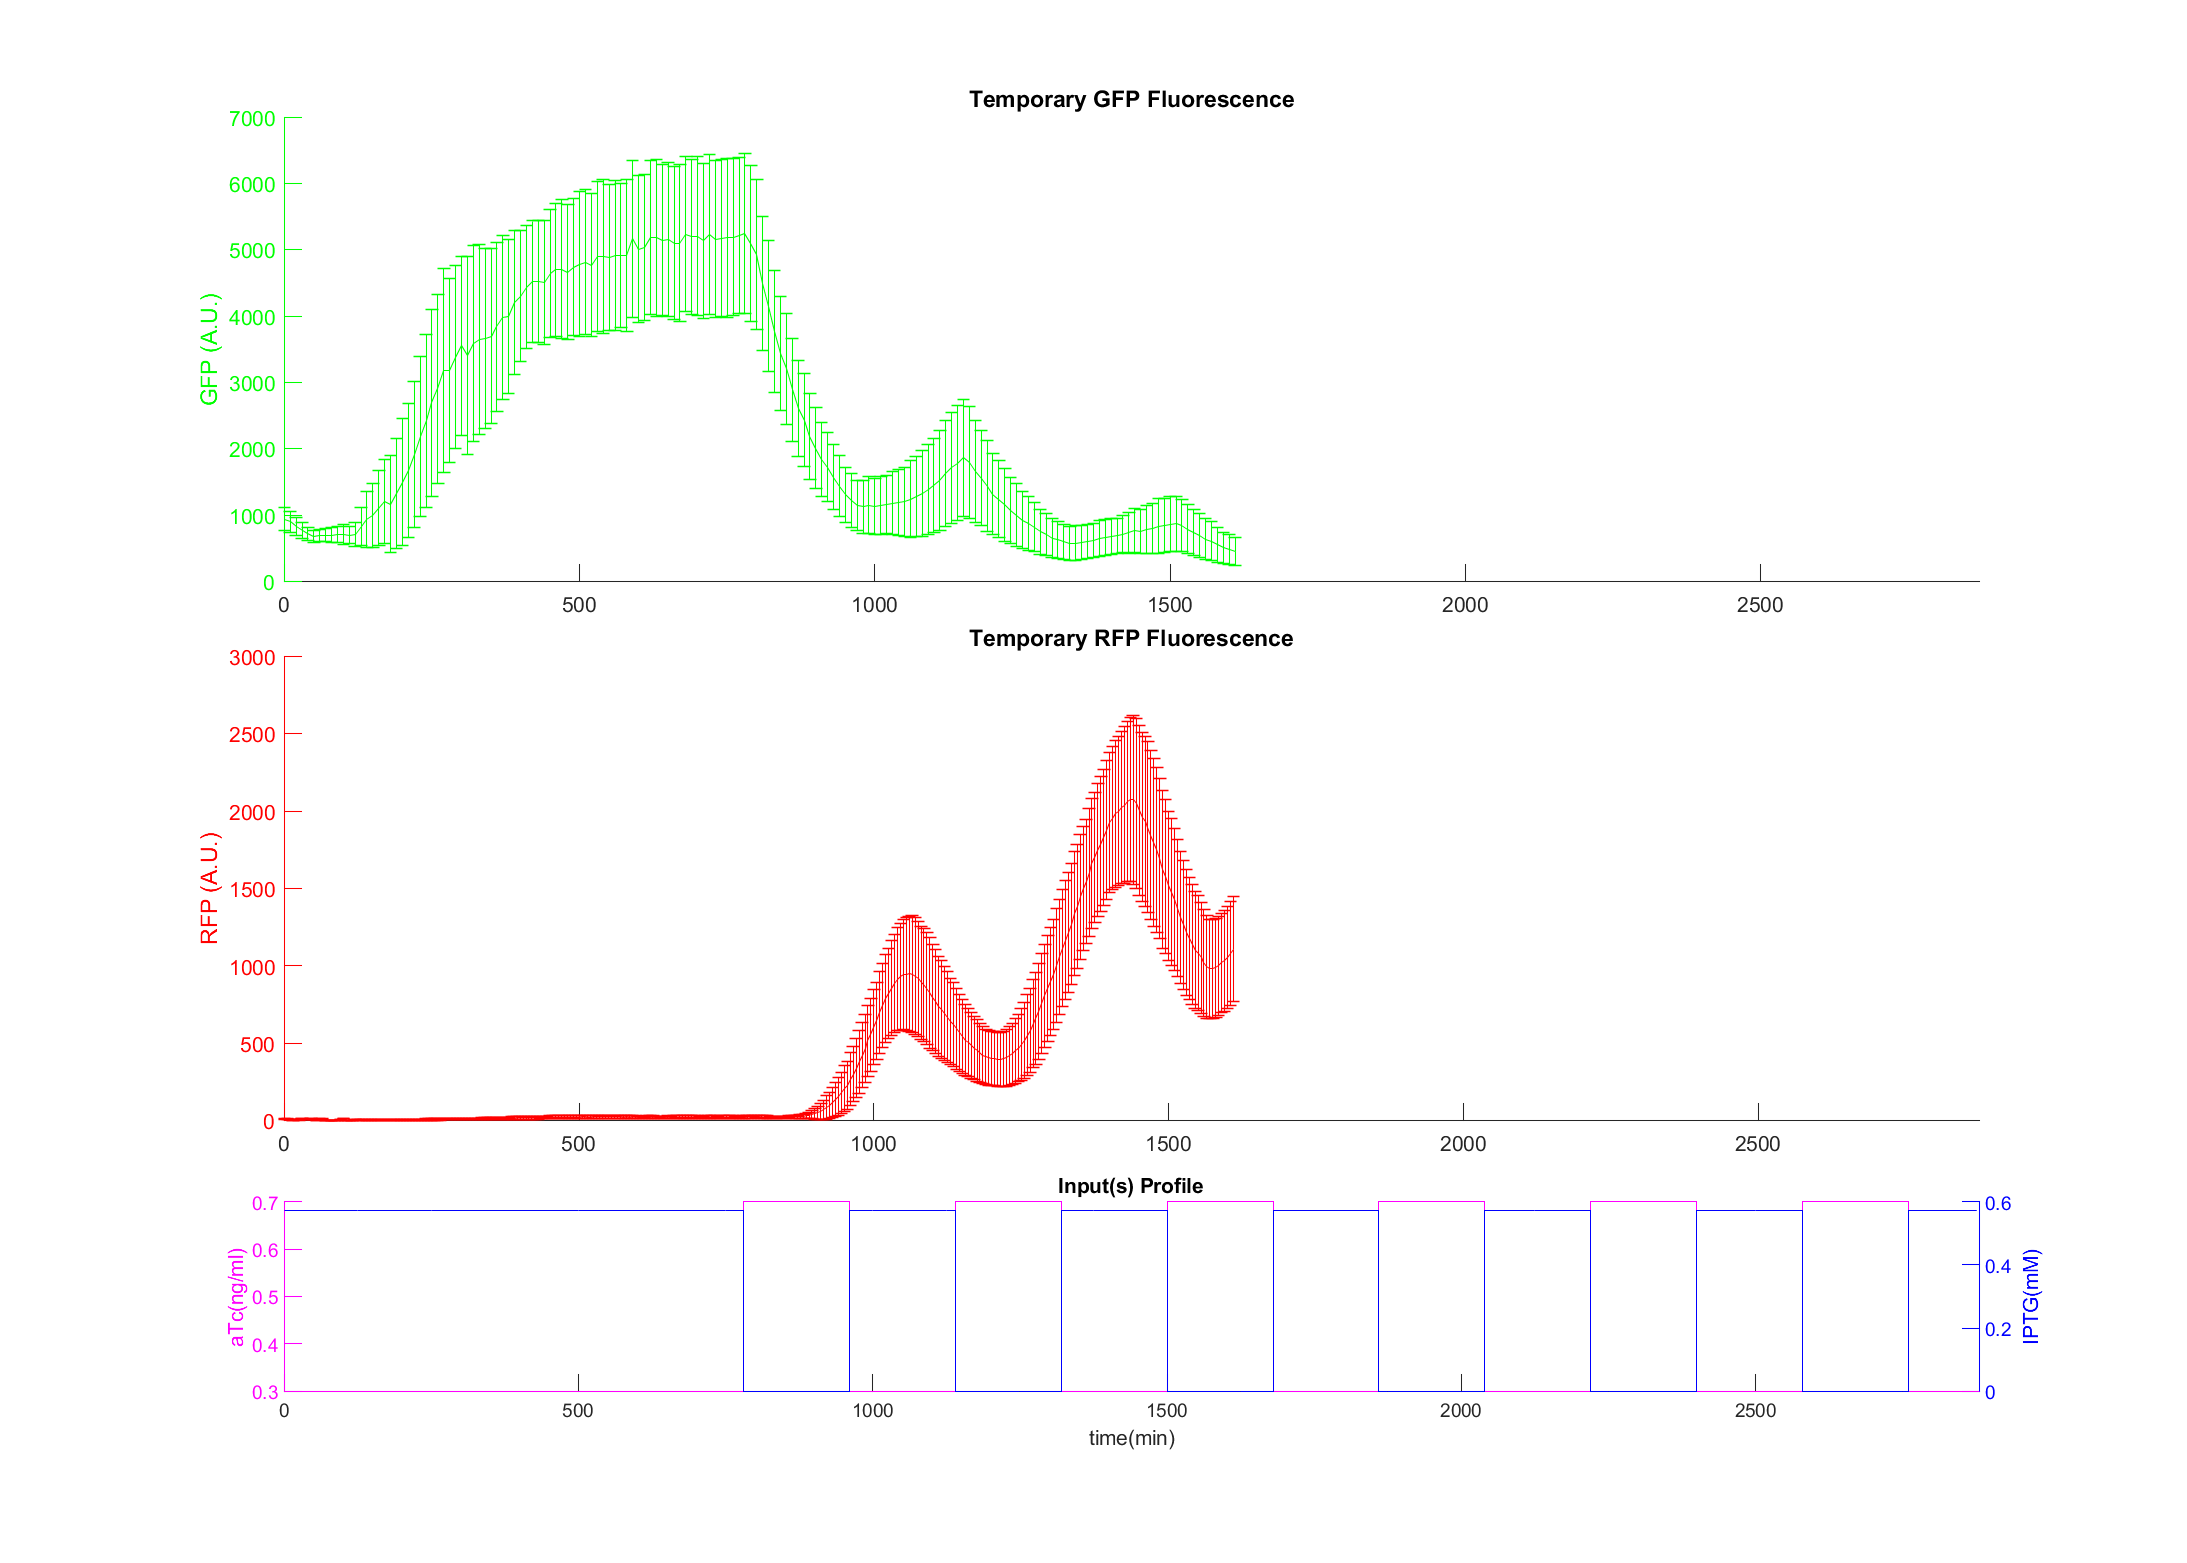 Temporary GFP Fluorescence
7000
6000
5000
4000
3000
2000
1000
0
GFP (A.U.)
0 500 1000 1500 2000 2500
Temporary RFP Fluorescence
3000
2500
2000
1500
1000
500
0
RFP (A.U.)
0 500 1000 1500 2000 2500
Input(s) Profile
0.7
0.6
0.5
0.4
0.3
aTc(ng/ml)
0.6
0.4
0.2
0
IPTG(mM)
0 500 1000 1500 2000 2500
time(min)